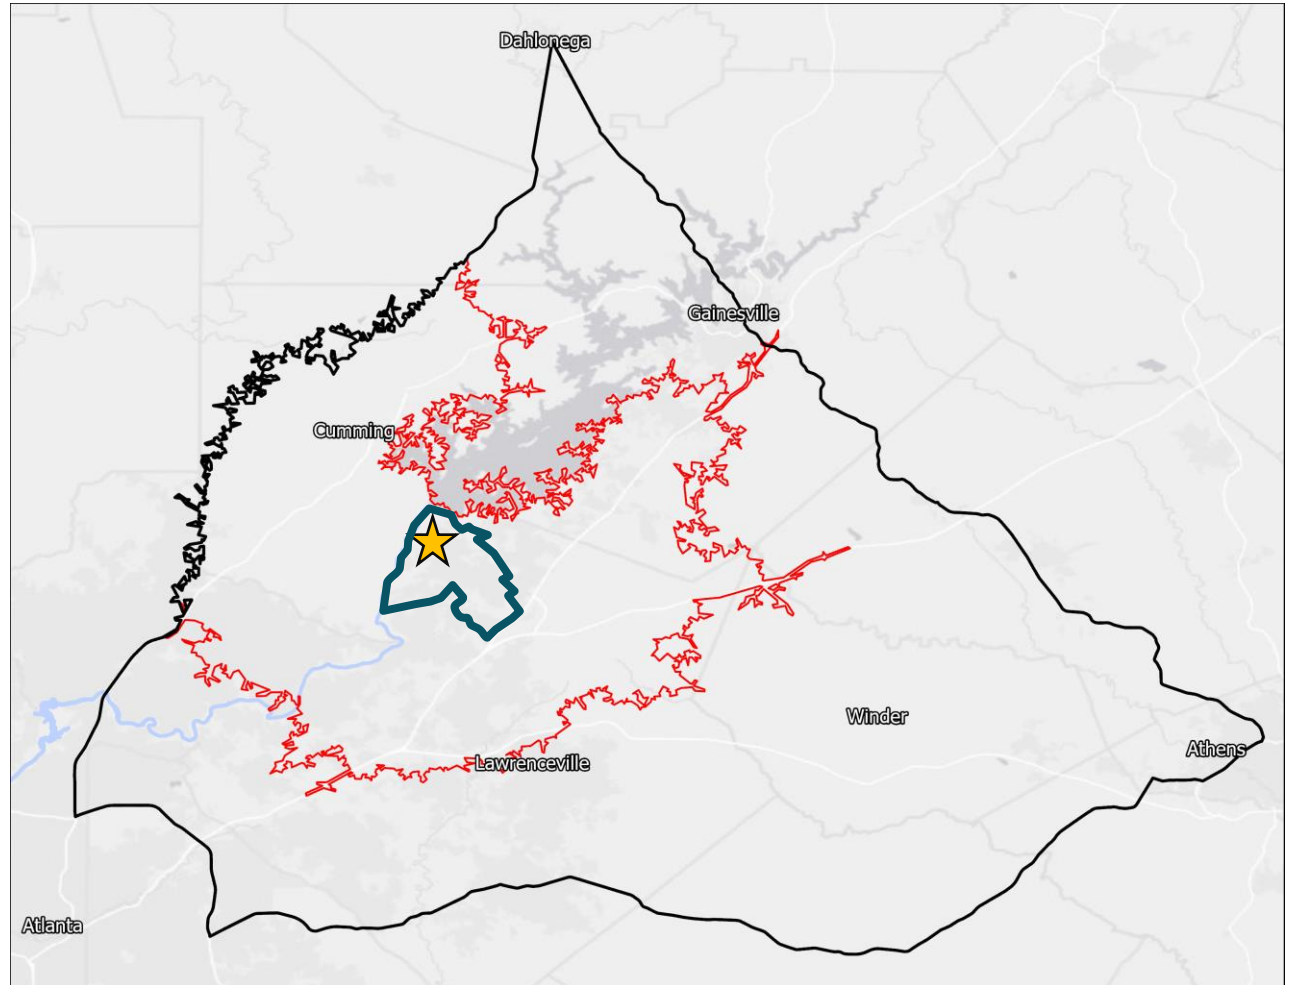 Dahlonega
Gainesville
Cumming
Winder
Athens
Lawrenceville
Atlanta